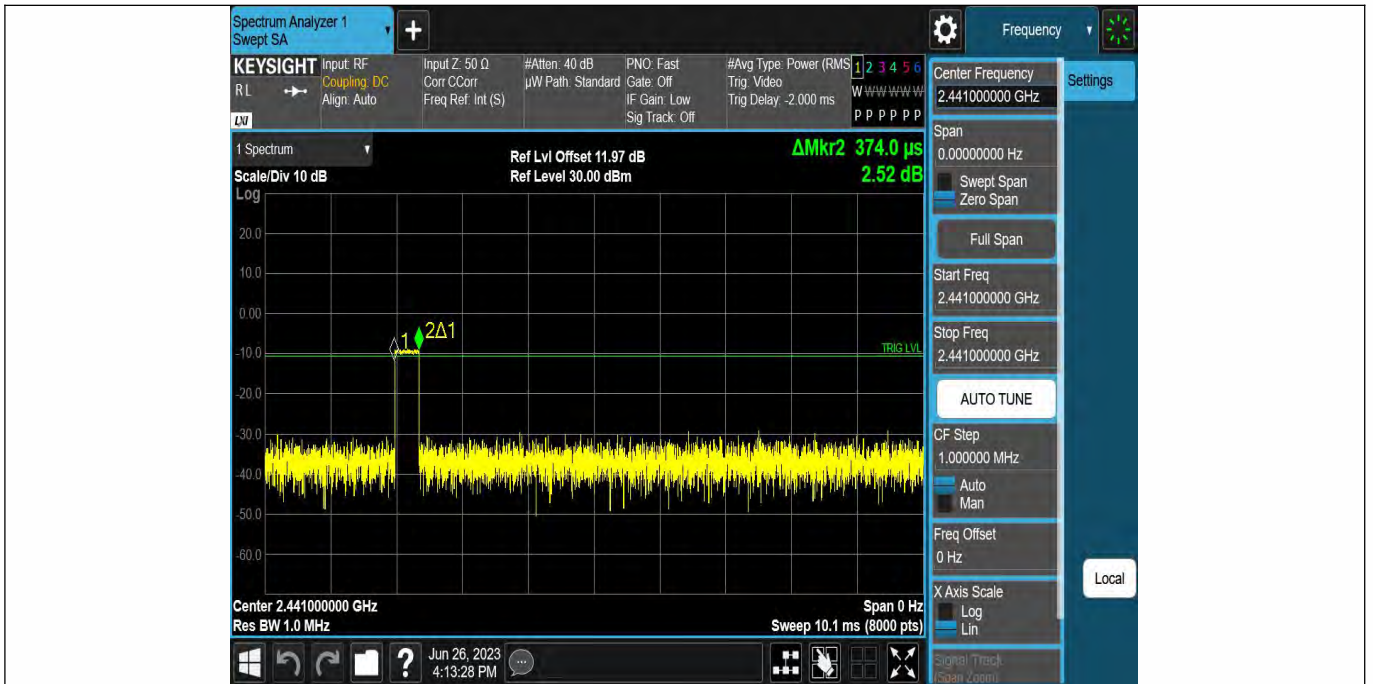 Spectrum Analyzer 1
Swept SA
Frequency
KEYSIGHT
RL
LXI
Input: RF
Coupling: DC
Align: Auto
Input Z: 50 Ω
Corr CCorr
Freq Ref: Int (S)
#Atten: 40 dB
µW Path: Standard
PNO: Fast
Gate: Off
IF Gain: Low
Sig Track: Off
#Avg Type: Power (RMS
Trig: Video
Trig Delay: -2.000 ms
1 2 3 4 5 6
W W W W W W
P P P P P P
1 Spectrum
Scale/Div 10 dB
Ref Lvl Offset 11.97 dB
Ref Level 30.00 dBm
ΔMkr2 374.0 µs
2.52 dB
Log
20.0
10.0
0.00
-10.0
-20.0
-30.0
-40.0
-50.0
-60.0
1
2Δ1
TRIG LVL
Center 2.441000000 GHz
Res BW 1.0 MHz
Span 0 Hz
Sweep 10.1 ms (8000 pts)
Jun 26, 2023
4:13:28 PM
Center Frequency
2.441000000 GHz
Settings
Span
0.00000000 Hz
Swept Span
Zero Span
Full Span
Start Freq
2.441000000 GHz
Stop Freq
2.441000000 GHz
AUTO TUNE
CF Step
1.000000 MHz
Auto
Man
Freq Offset
0 Hz
X Axis Scale
Log
Lin
Signal Track
(Span Zoom)
Local